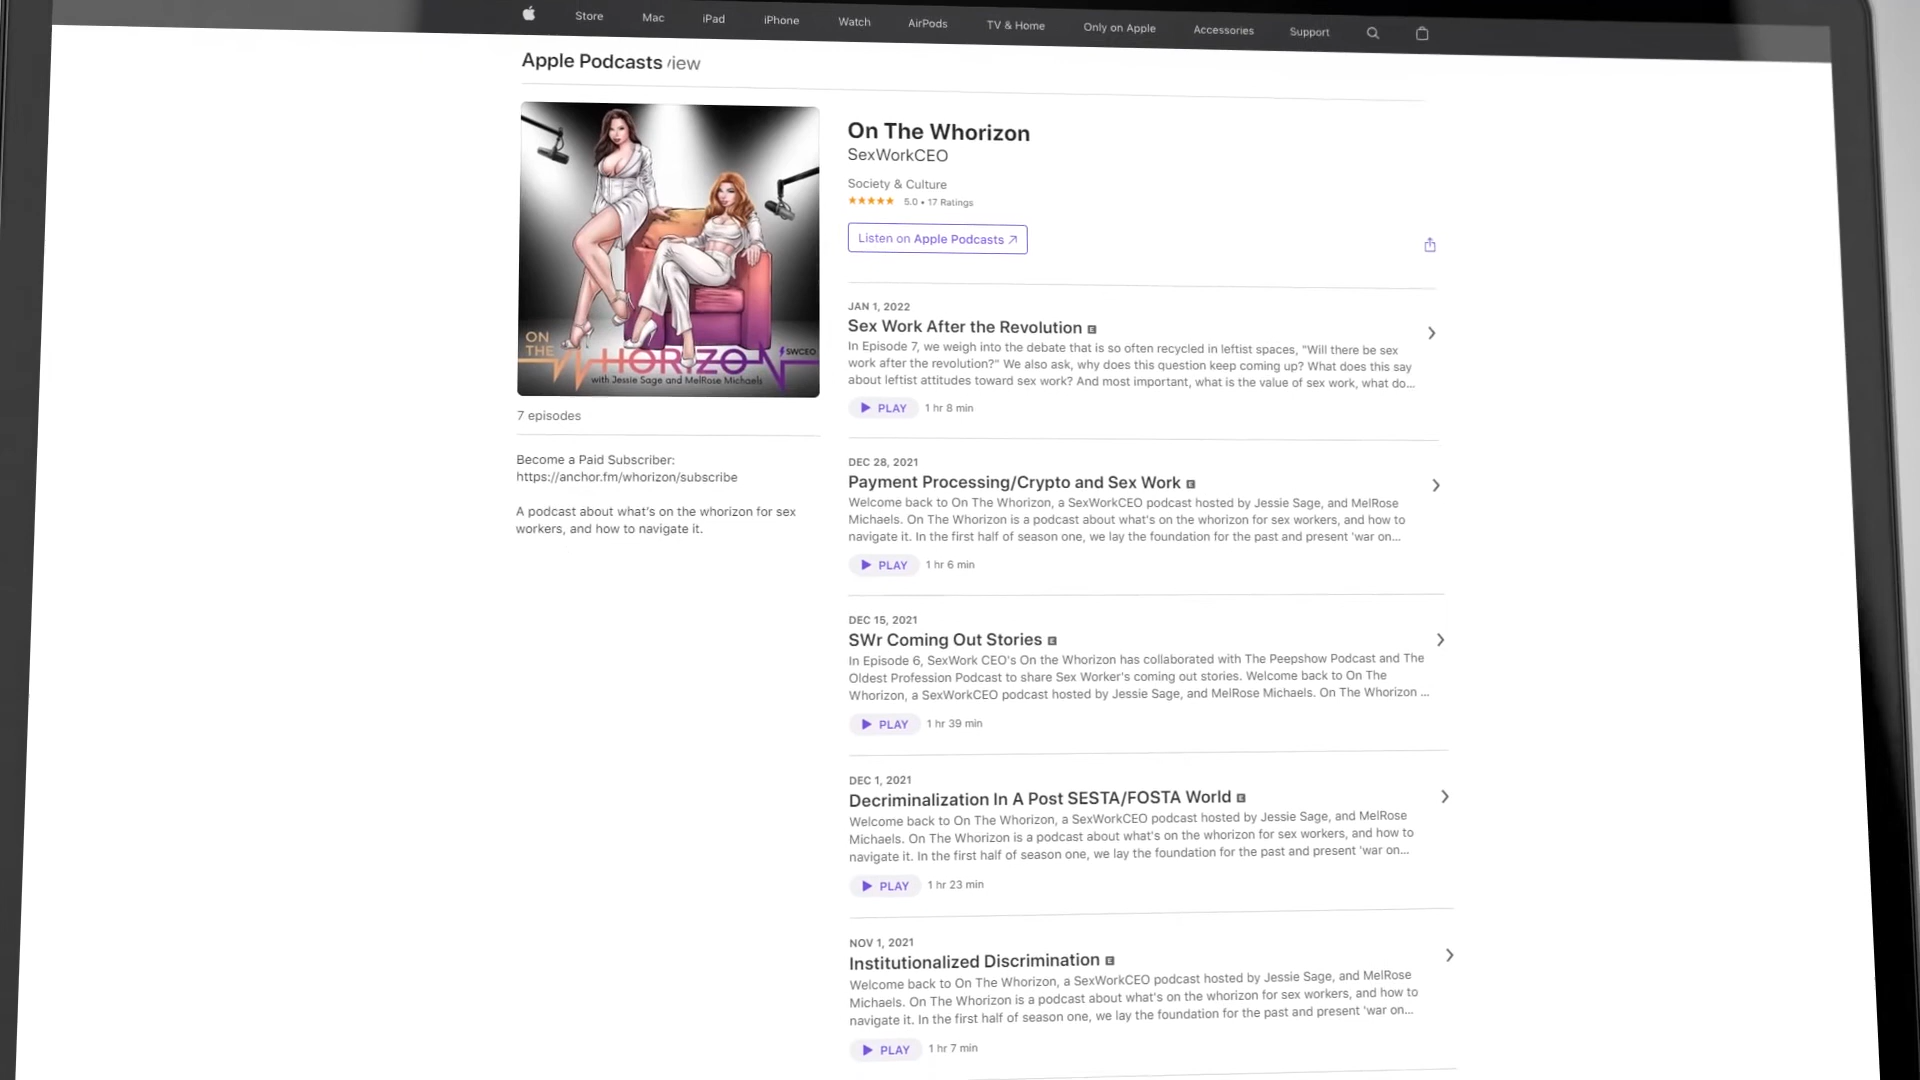 Store
Mac
iPad
iPhone
Watch
AirPods
TV & Home
Only on Apple
Accessories
Support
Apple Podcasts view
ON
THE
WHORIZON
SWCEO
with Jessie Sage and MelRose Michaels
7 episodes
Become a Paid Subscriber:
https://anchor.fm/whorizon/subscribe
A podcast about what's on the whorizon for sex
workers, and how to navigate it.
On The Whorizon
SexWorkCEO
Society & Culture
★★★★★ 5.0 • 17 Ratings
Listen on Apple Podcasts ↗
JAN 1, 2022
Sex Work After the Revolution E
In Episode 7, we weigh into the debate that is so often recycled in leftist spaces, "Will there be sex
work after the revolution?" We also ask, why does this question keep coming up? What does this say
about leftist attitudes toward sex work? And most important, what is the value of sex work, what do...
PLAY 1 hr 8 min
DEC 28, 2021
Payment Processing/Crypto and Sex Work E
Welcome back to On The Whorizon, a SexWorkCEO podcast hosted by Jessie Sage, and MelRose
Michaels. On The Whorizon is a podcast about what's on the whorizon for sex workers, and how to
navigate it. In the first half of season one, we lay the foundation for the past and present 'war on...
PLAY 1 hr 6 min
DEC 15, 2021
SWr Coming Out Stories E
In Episode 6, SexWork CEO's On the Whorizon has collaborated with The Peepshow Podcast and The
Oldest Profession Podcast to share Sex Worker's coming out stories. Welcome back to On The
Whorizon, a SexWorkCEO podcast hosted by Jessie Sage, and MelRose Michaels. On The Whorizon ...
PLAY 1 hr 39 min
DEC 1, 2021
Decriminalization In A Post SESTA/FOSTA World E
Welcome back to On The Whorizon, a SexWorkCEO podcast hosted by Jessie Sage, and MelRose
Michaels. On The Whorizon is a podcast about what's on the whorizon for sex workers, and how to
navigate it. In the first half of season one, we lay the foundation for the past and present 'war on...
PLAY 1 hr 23 min
NOV 1, 2021
Institutionalized Discrimination E
Welcome back to On The Whorizon, a SexWorkCEO podcast hosted by Jessie Sage, and MelRose
Michaels. On The Whorizon is a podcast about what's on the whorizon for sex workers, and how to
navigate it. In the first half of season one, we lay the foundation for the past and present 'war on...
PLAY 1 hr 7 min